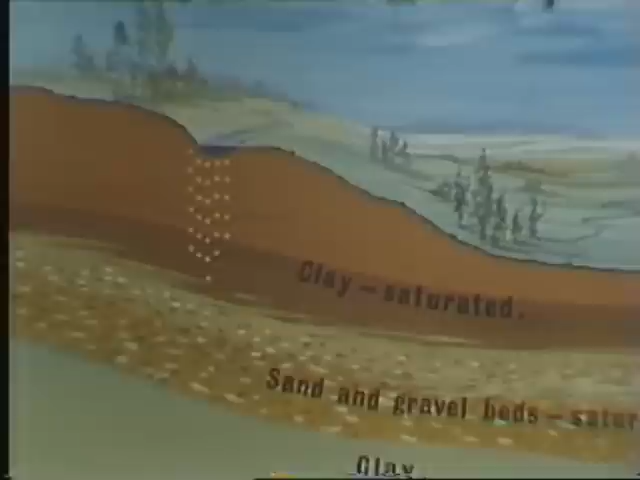 Clay – saturated.
Sand and gravel beds – satur
Clay